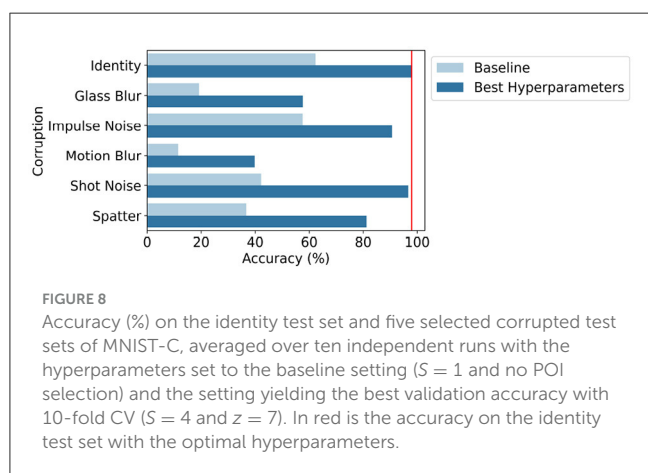 Identity
Glass Blur
Impulse Noise
Motion Blur
Shot Noise
Spatter
Corruption
0 20 40 60 80 100
Accuracy (%)
Baseline
Best Hyperparameters
FIGURE 8
Accuracy (%) on the identity test set and five selected corrupted test
sets of MNIST-C, averaged over ten independent runs with the
hyperparameters set to the baseline setting (S = 1 and no POI
selection) and the setting yielding the best validation accuracy with
10-fold CV (S = 4 and z = 7). In red is the accuracy on the identity
test set with the optimal hyperparameters.